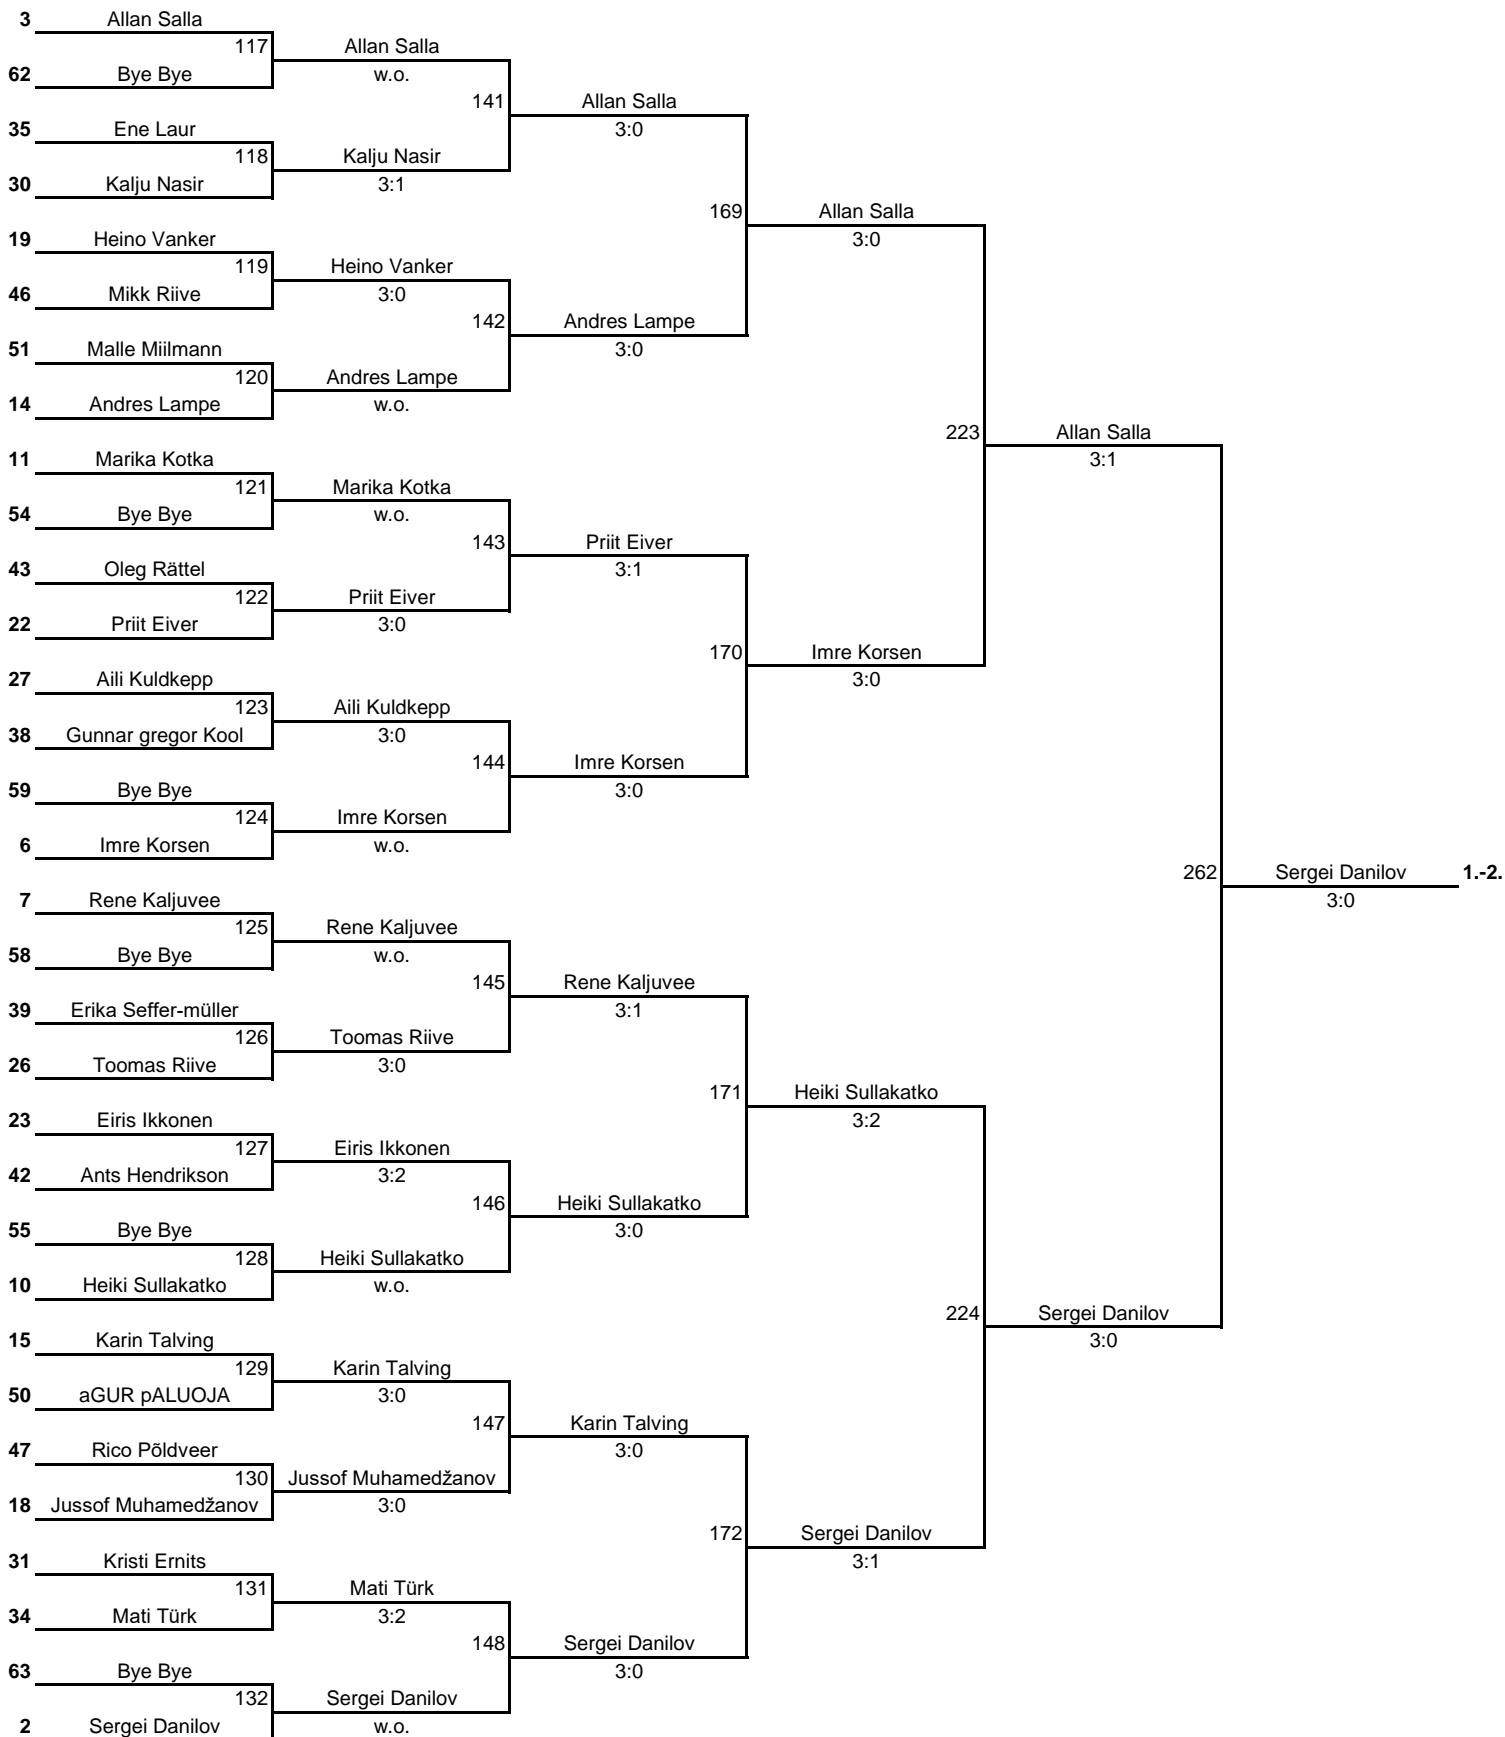 3 Allan Salla
117 Allan Salla
62 Bye Bye w.o.
141 Allan Salla
35 Ene Laur 3:0
118 Kalju Nasir
30 Kalju Nasir 3:1
169 Allan Salla
19 Heino Vanker 3:0
119 Heino Vanker
46 Mikk Riive 3:0
142 Andres Lampe
51 Malle Miilmann 3:0
120 Andres Lampe
14 Andres Lampe w.o.
223 Allan Salla
11 Marika Kotka 3:1
121 Marika Kotka
54 Bye Bye w.o.
143 Priit Eiver
43 Oleg Rättel 3:1
122 Priit Eiver
22 Priit Eiver 3:0
170 Imre Korsen
27 Aili Kuldkepp 3:0
123 Aili Kuldkepp
38 Gunnar gregor Kool 3:0
144 Imre Korsen
59 Bye Bye 3:0
124 Imre Korsen
6 Imre Korsen w.o.
262 Sergei Danilov 1.-2.
7 Rene Kaljuvee 3:0
125 Rene Kaljuvee
58 Bye Bye w.o.
145 Rene Kaljuvee
39 Erika Seffer-müller 3:1
126 Toomas Riive
26 Toomas Riive 3:0
171 Heiki Sullakatko
23 Eiris Ikkonen 3:2
127 Eiris Ikkonen
42 Ants Hendrikson 3:2
146 Heiki Sullakatko
55 Bye Bye 3:0
128 Heiki Sullakatko
10 Heiki Sullakatko w.o.
224 Sergei Danilov
15 Karin Talving 3:0
129 Karin Talving
50 aGUR pALUOJA 3:0
147 Karin Talving
47 Rico Põldveer 3:0
130 Jussof Muhamedžanov
18 Jussof Muhamedžanov 3:0
172 Sergei Danilov
31 Kristi Ernits 3:1
131 Mati Türk
34 Mati Türk 3:2
148 Sergei Danilov
63 Bye Bye 3:0
132 Sergei Danilov
2 Sergei Danilov w.o.